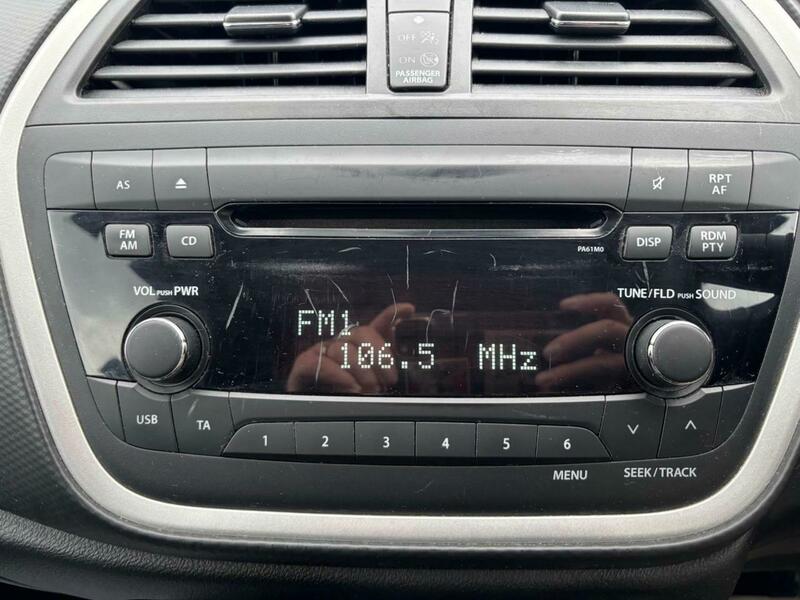 OFF
ON
PASSENGER
AIRBAG
AS
RPT
AF
FM
AM
CD
PA61M0
DISP
RDM
PTY
VOL PUSH PWR
TUNE/FLD PUSH SOUND
FM1
106.5 MHz
USB
TA
1 2 3 4 5 6
MENU
SEEK/TRACK